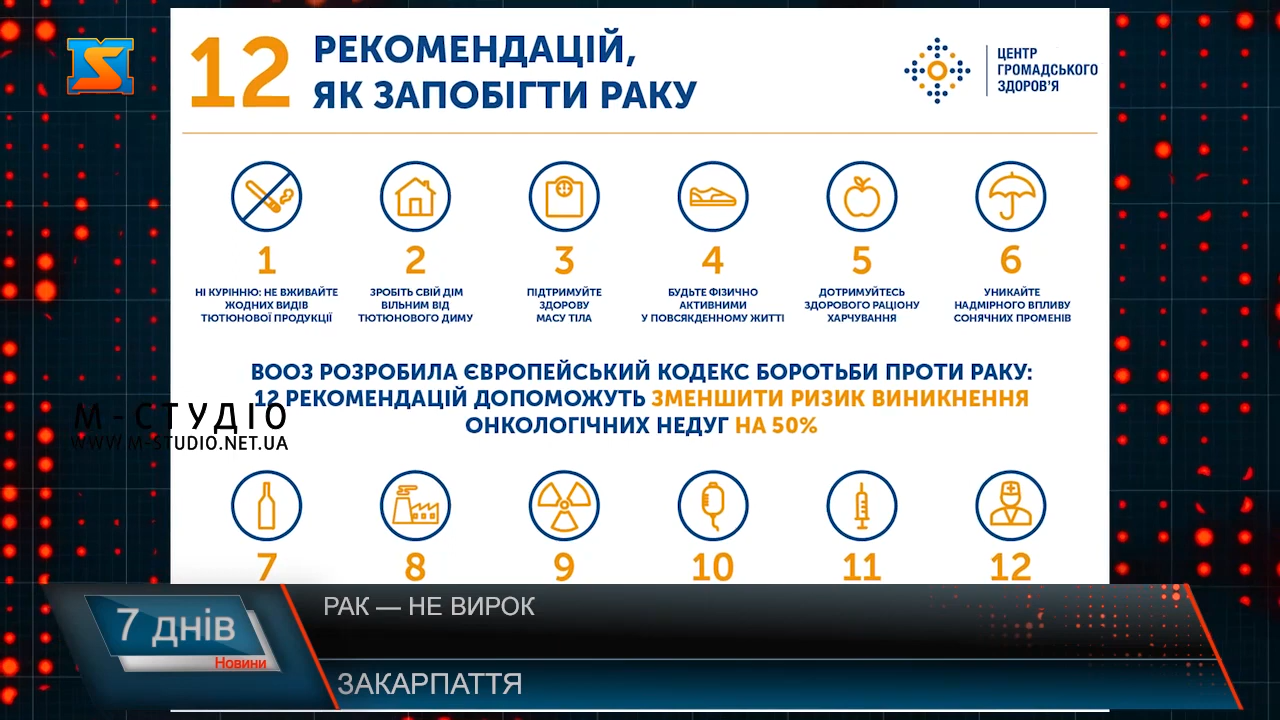 12
РЕКОМЕНДАЦІЙ,
ЯК ЗАПОБІГТИ РАКУ
ЦЕНТР
ГРОМАДСЬКОГО
ЗДОРОВ'Я
1
НІ КУРІННЮ: НЕ ВЖИВАЙТЕ
ЖОДНИХ ВИДІВ
ТЮТЮНОВОЇ ПРОДУКЦІЇ
2
ЗРОБІТЬ СВІЙ ДІМ
ВІЛЬНИМ ВІД
ТЮТЮНОВОГО ДИМУ
3
ПІДТРИМУЙТЕ
ЗДОРОВУ
МАСУ ТІЛА
4
БУДЬТЕ ФІЗИЧНО
АКТИВНИМИ
У ПОВСЯКДЕННОМУ ЖИТТІ
5
ДОТРИМУЙТЕСЬ
ЗДОРОВОГО РАЦІОНУ
ХАРЧУВАННЯ
6
УНИКАЙТЕ
НАДМІРНОГО ВПЛИВУ
СОНЯЧНИХ ПРОМЕНІВ
ВООЗ РОЗРОБИЛА ЄВРОПЕЙСЬКИЙ КОДЕКС БОРОТЬБИ ПРОТИ РАКУ:
12 РЕКОМЕНДАЦІЙ ДОПОМОЖУТЬ ЗМЕНШИТИ РИЗИК ВИНИКНЕННЯ
ОНКОЛОГІЧНИХ НЕДУГ НА 50%
М-СТУДІО
WWW.M-STUDIO.NET.UA
7
8
9
10
11
12
7 днів
Новини
РАК — НЕ ВИРОК
ЗАКАРПАТТЯ